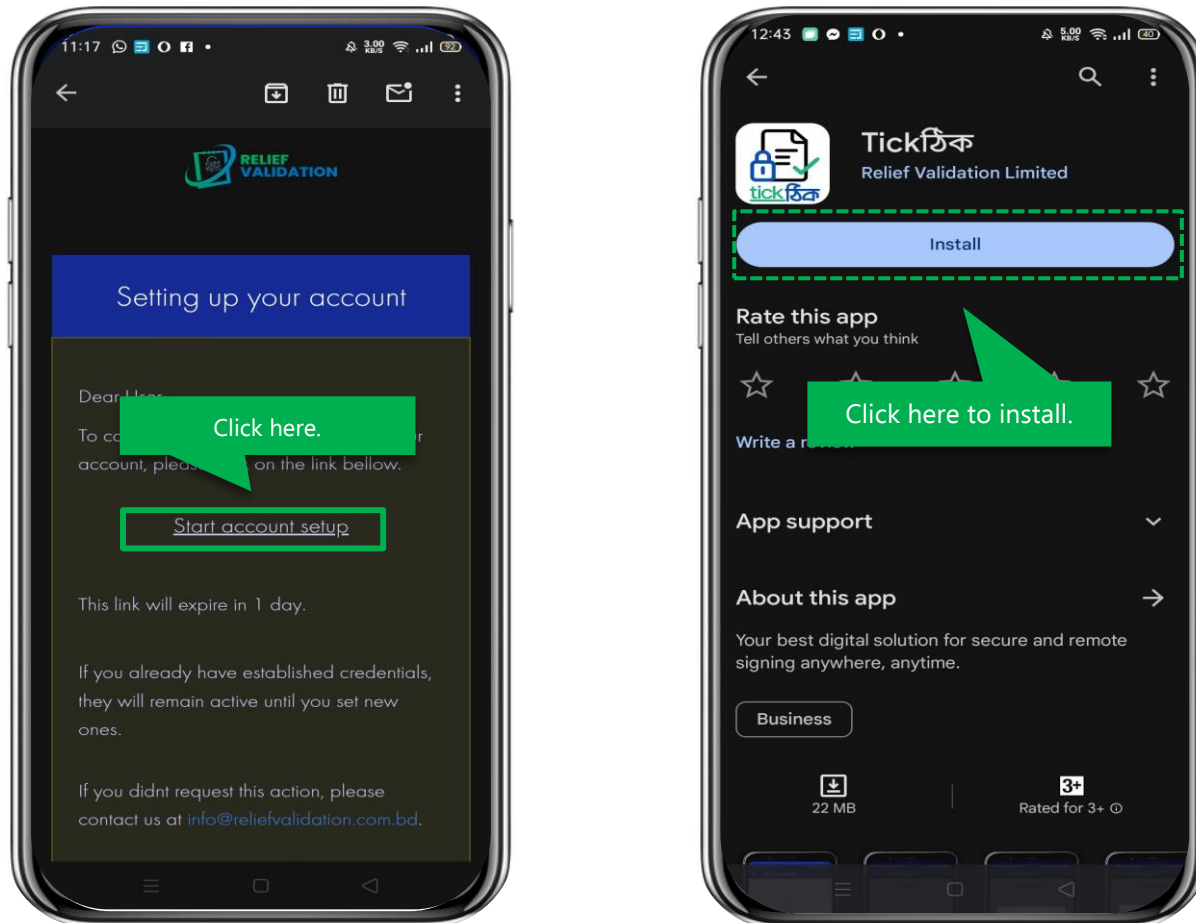 11:17
3.00
KB/S
92
RELIEF
VALIDATION
Setting up your account
Dear User
Click here.
To
account, please on the link bellow.
Start account setup
This link will expire in 1 day.
If you already have established credentials,
they will remain active until you set new
ones.
If you didnt request this action, please
contact us at info@reliefvalidation.com.bd.
12:43
5.00
KB/S
40
tickঠিক
Tickঠিক
Relief Validation Limited
Install
Rate this app
Tell others what you think
Click here to install.
Write a review
App support
About this app
Your best digital solution for secure and remote
signing anywhere, anytime.
Business
22 MB
3+
Rated for 3+